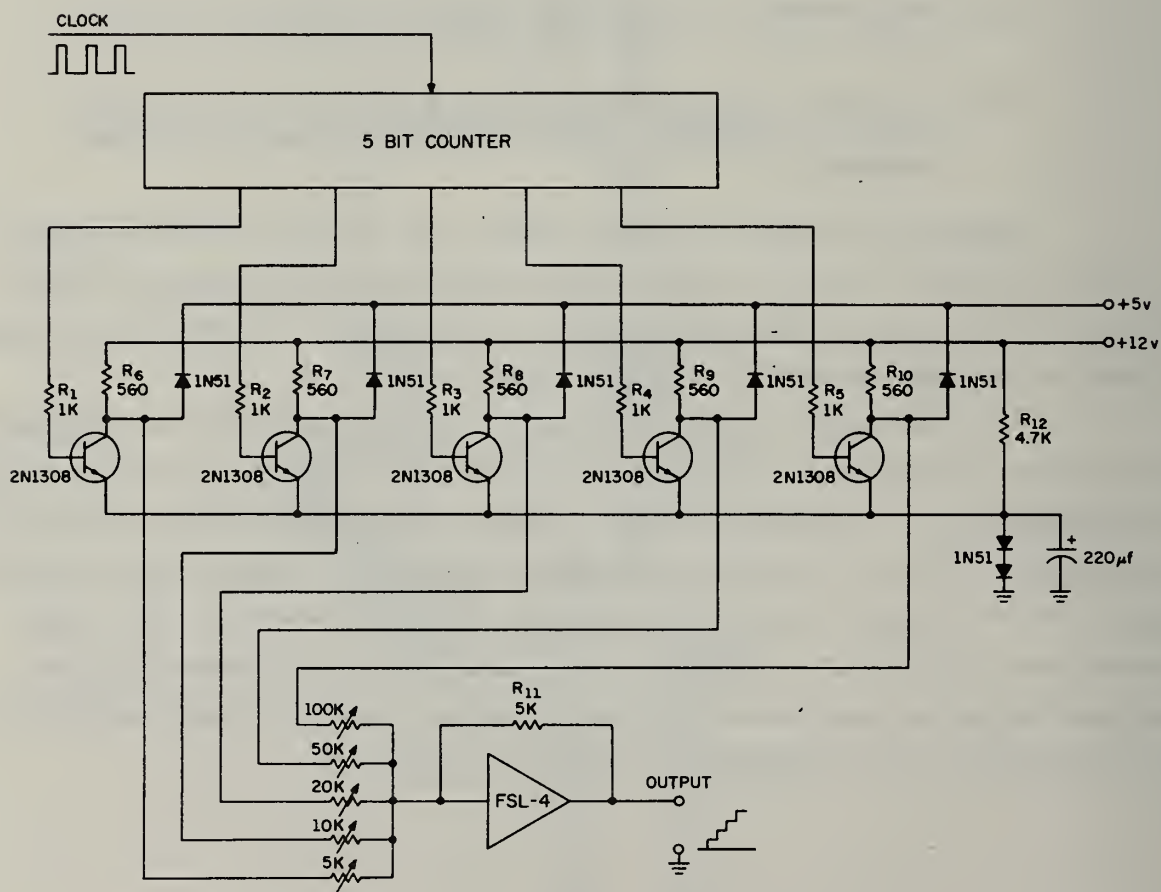 CLOCK
5 BIT COUNTER
+5v
+12v
R1
1K
R6
560
1N51
R2
1K
R7
560
1N51
R3
1K
R8
560
1N51
R4
1K
R9
560
1N51
R5
1K
R10
560
1N51
R12
4.7K
2N1308
2N1308
2N1308
2N1308
2N1308
1N51
+
220µf
100K
50K
20K
10K
5K
R11
5K
FSL-4
OUTPUT